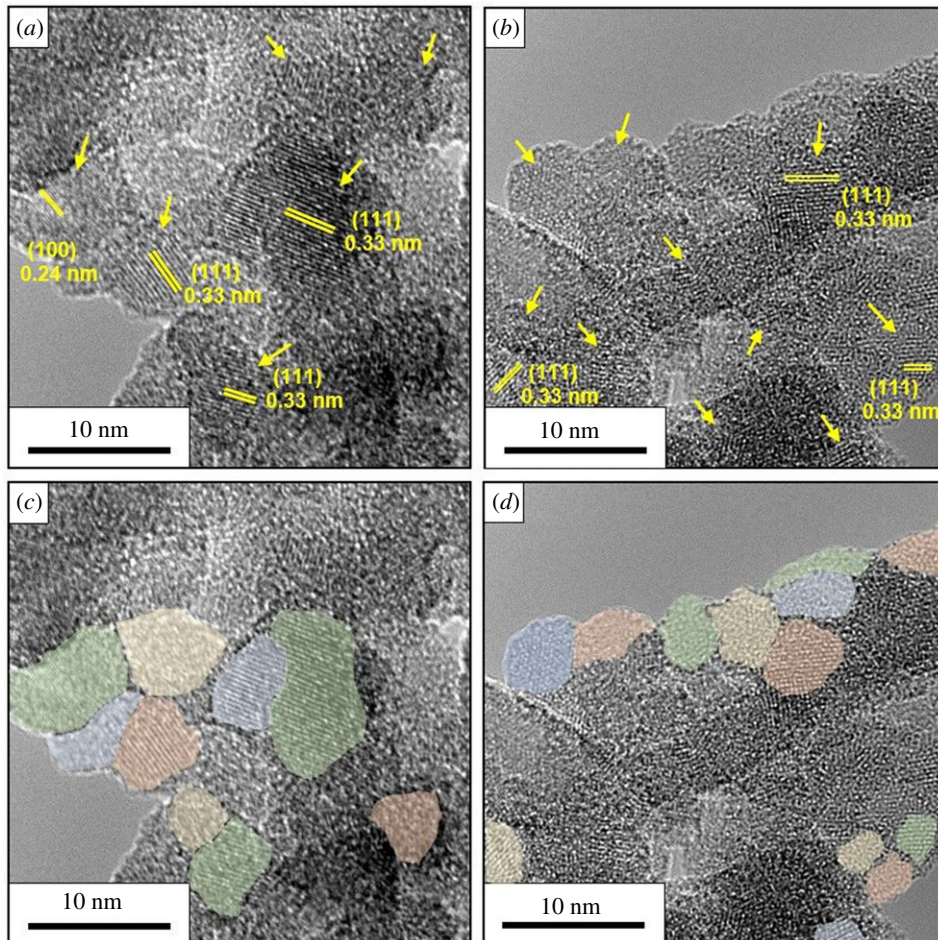 (a)
(100)
0.24 nm
(111)
0.33 nm
(111)
0.33 nm
(111)
0.33 nm
10 nm
(b)
(111)
0.33 nm
(111)
0.33 nm
(111)
0.33 nm
10 nm
(c)
10 nm
(d)
10 nm